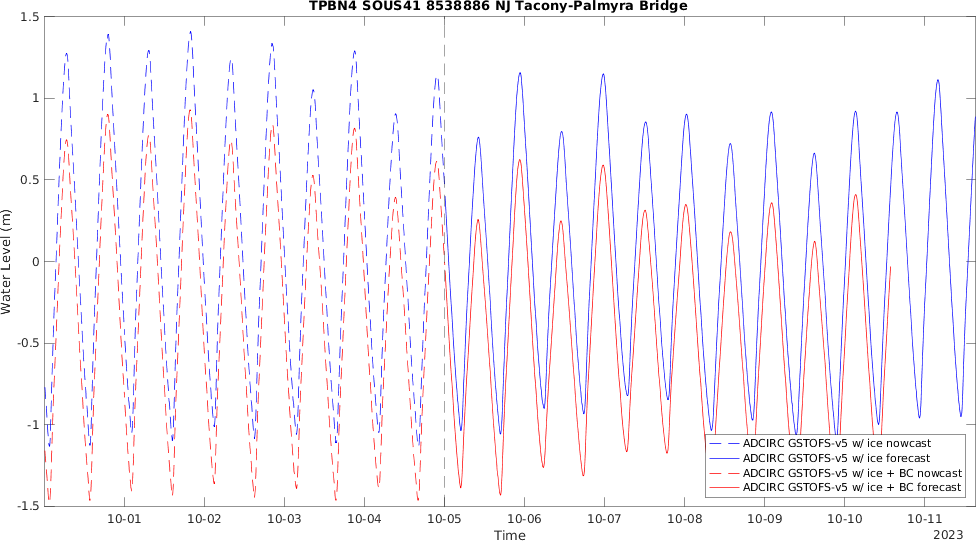 TPBN4 SOUS41 8538886 NJ Tacony-Palmyra Bridge
1.5
1
0.5
0
-0.5
-1
-1.5
Water Level (m)
ADCIRC GSTOFS-v5 w/ ice nowcast
ADCIRC GSTOFS-v5 w/ ice forecast
ADCIRC GSTOFS-v5 w/ ice + BC nowcast
ADCIRC GSTOFS-v5 w/ ice + BC forecast
10-01 10-02 10-03 10-04 10-05 10-06 10-07 10-08 10-09 10-10 10-11
Time
2023